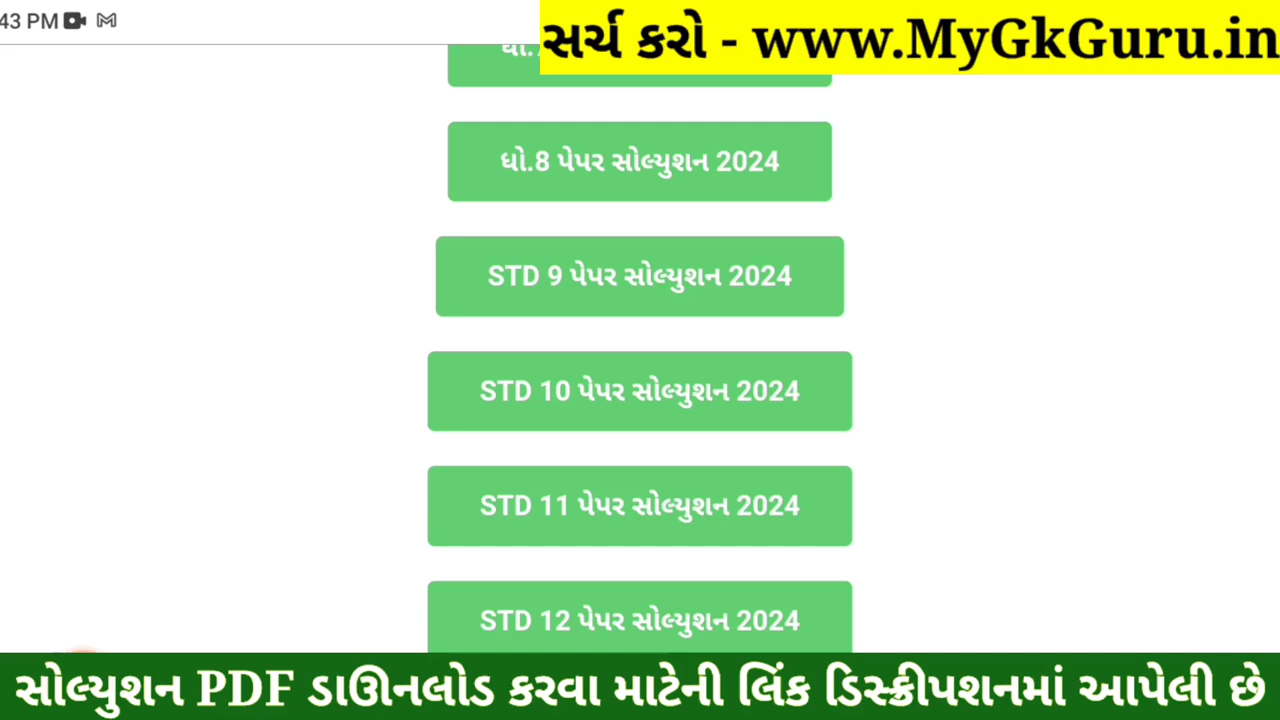 43 PM
સર્ચ કરો - www.MyGkGuru.in
ધો.8 પેપર સોલ્યુશન 2024
STD 9 પેપર સોલ્યુશન 2024
STD 10 પેપર સોલ્યુશન 2024
STD 11 પેપર સોલ્યુશન 2024
STD 12 પેપર સોલ્યુશન 2024
સોલ્યુશન PDF ડાઊનલોડ કરવા માટેની લિંક ડિસ્ક્રીપશનમાં આપેલી છે